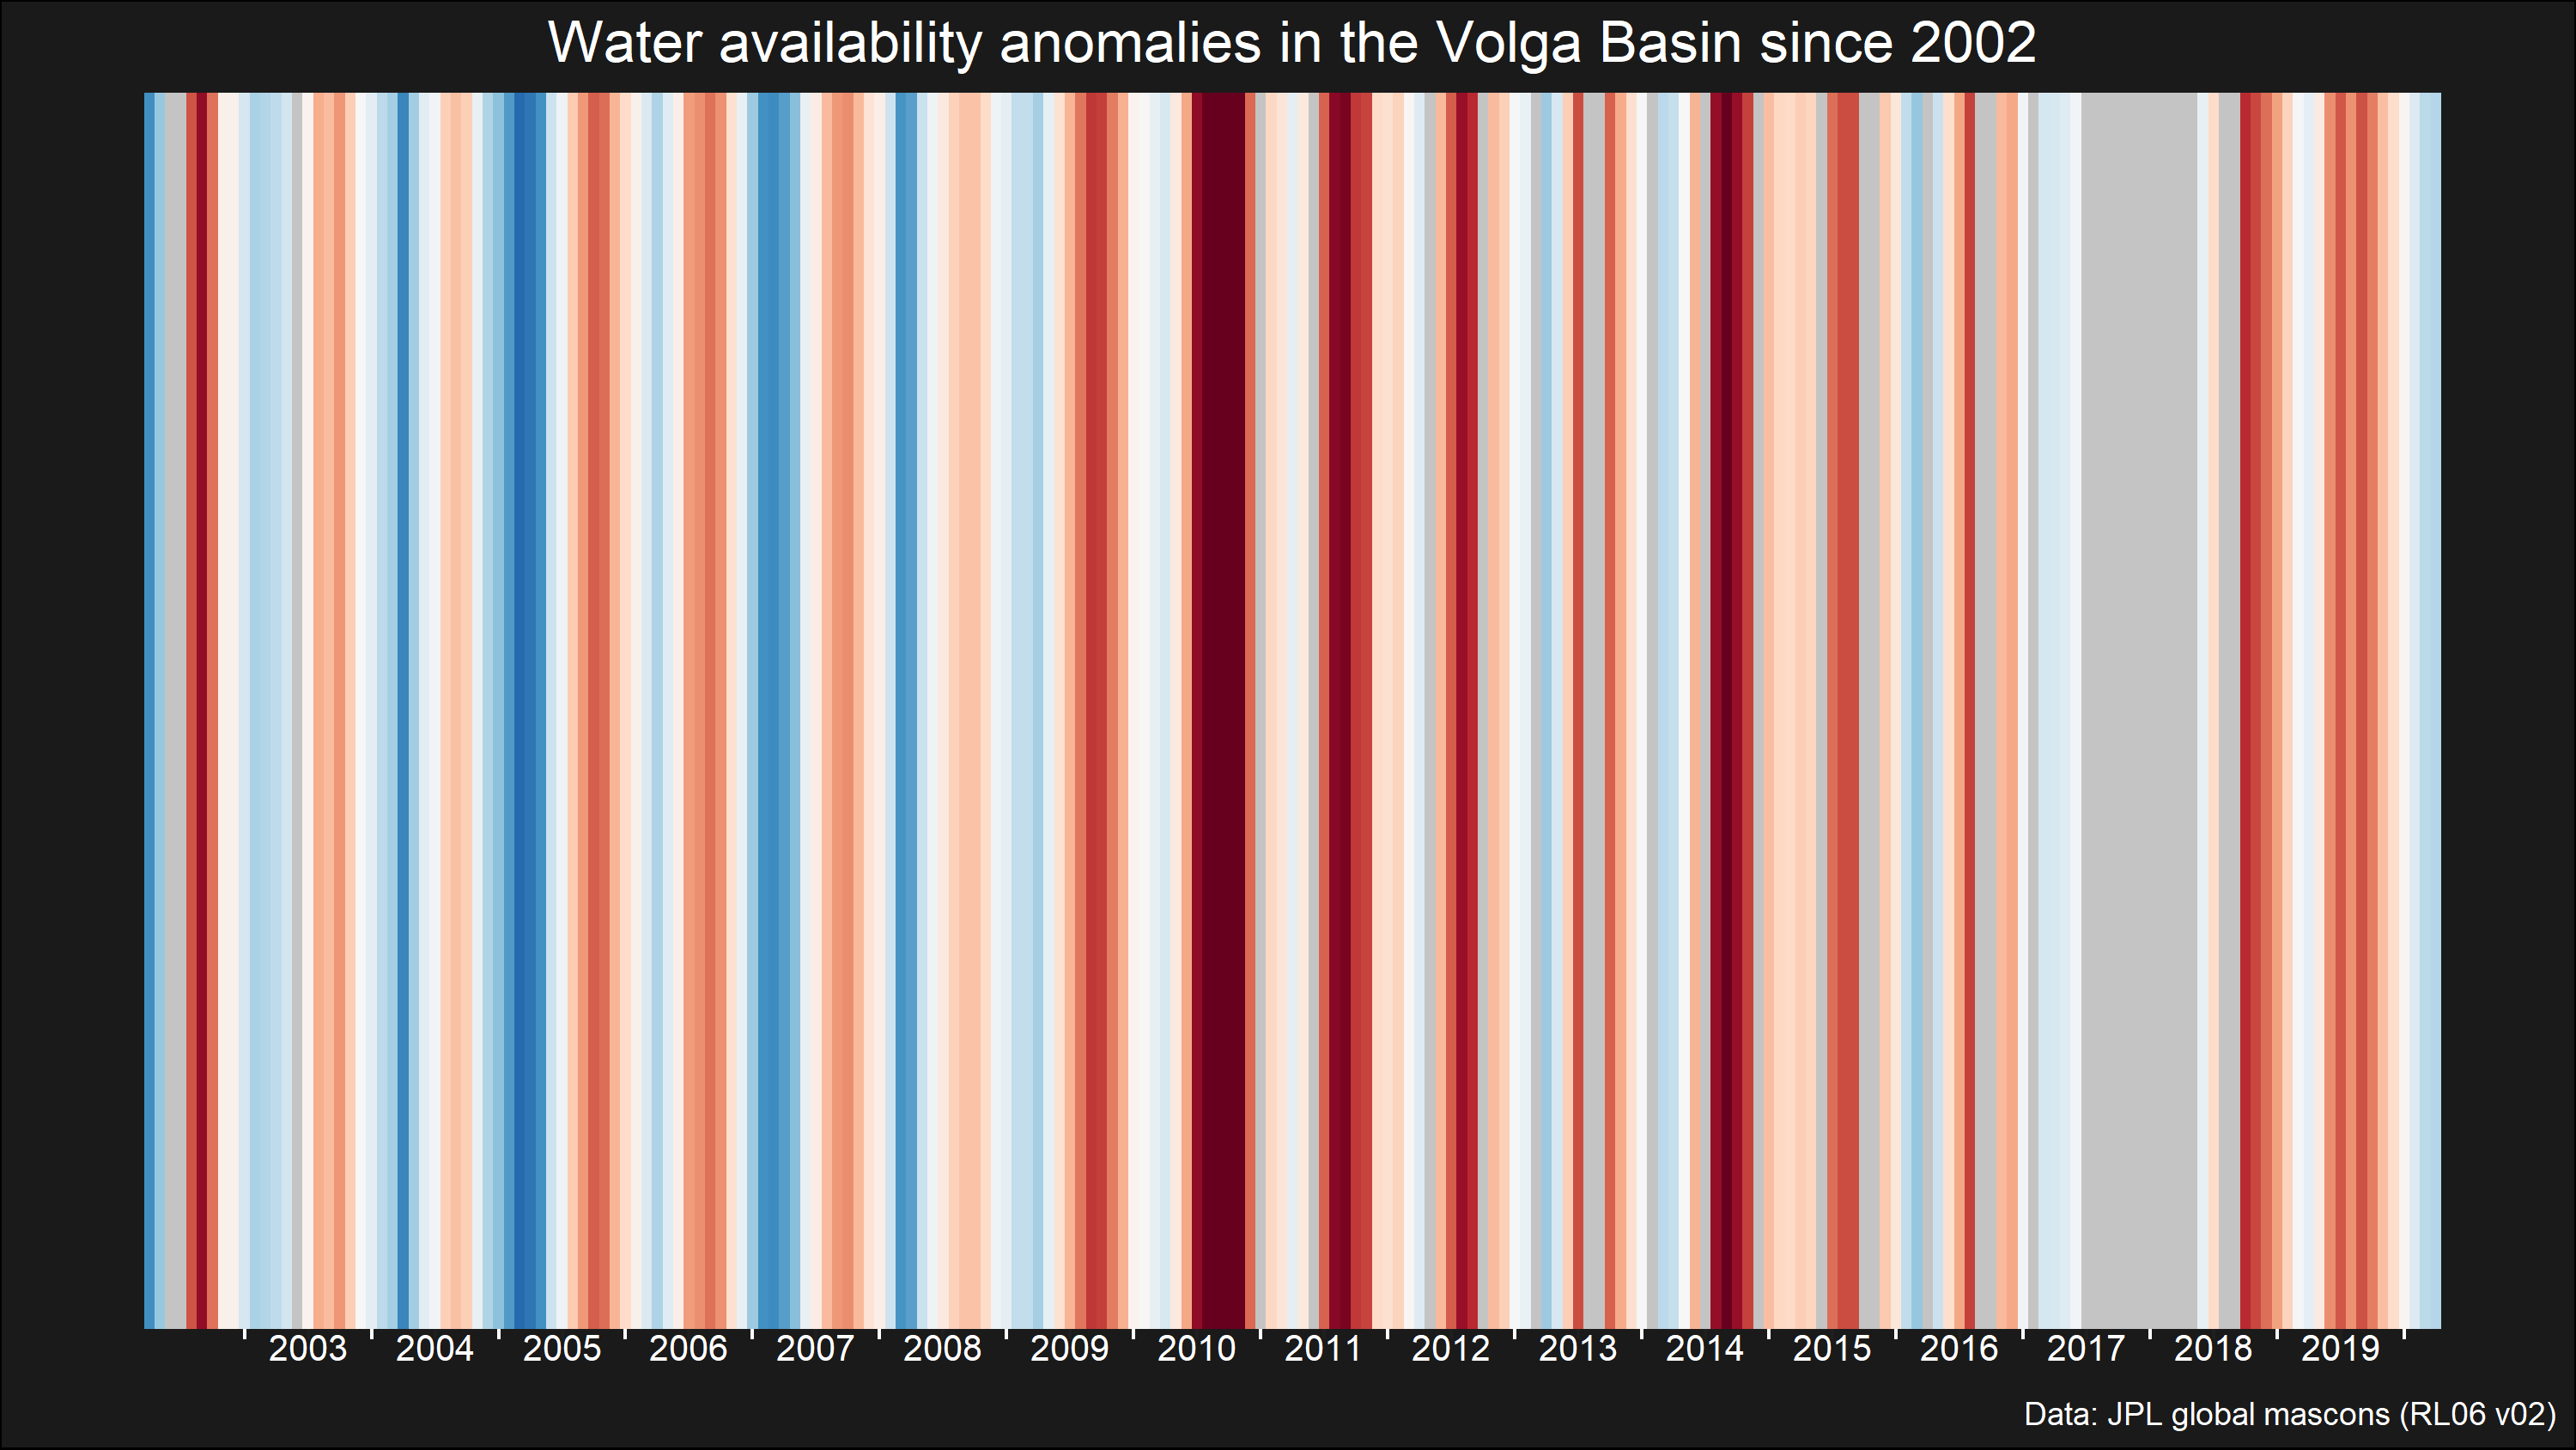 Water availability anomalies in the Volga Basin since 2002
2003 2004 2005 2006 2007 2008 2009 2010 2011 2012 2013 2014 2015 2016 2017 2018 2019
Data: JPL global mascons (RL06 v02)